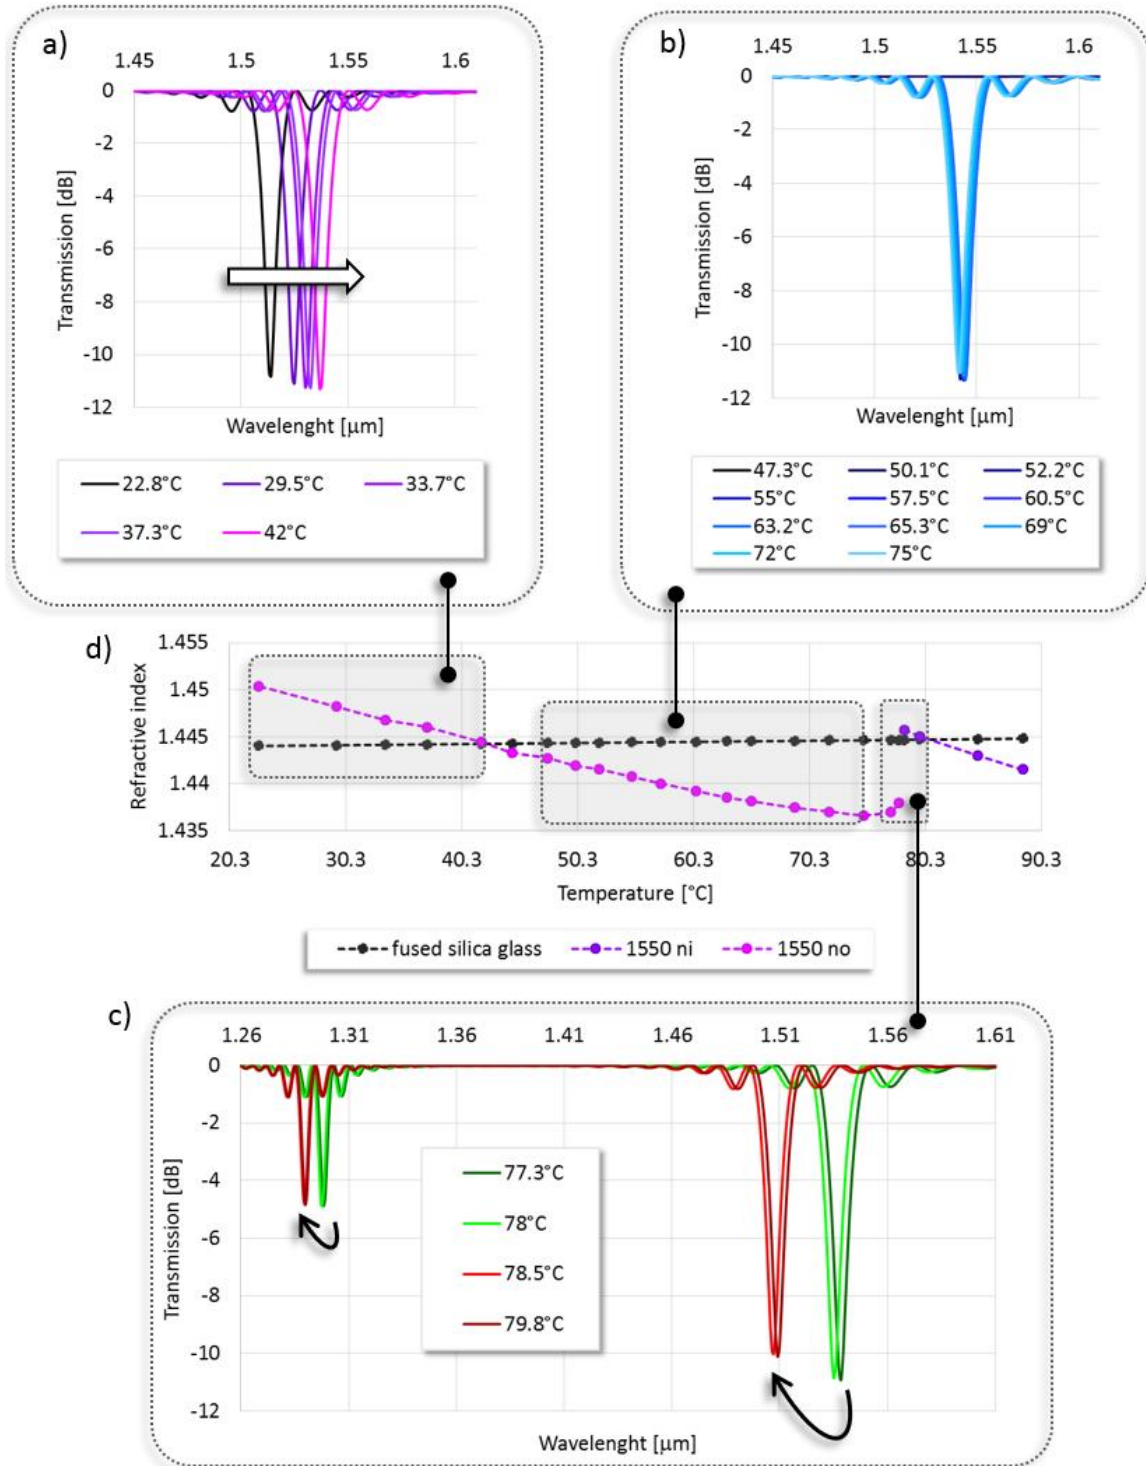 a)
1.45 1.5 1.55 1.6
0
-2
-4
-6
-8
-10
-12
Transmission [dB]
Wavelenght [μm]
22.8°C 29.5°C 33.7°C
37.3°C 42°C
b)
1.45 1.5 1.55 1.6
0
-2
-4
-6
-8
-10
-12
Transmission [dB]
Wavelenght [μm]
47.3°C 50.1°C 52.2°C
55°C 57.5°C 60.5°C
63.2°C 65.3°C 69°C
72°C 75°C
d)
1.455
1.45
1.445
1.44
1.435
Refractive index
20.3 30.3 40.3 50.3 60.3 70.3 80.3 90.3
Temperature [°C]
fused silica glass 1550 ni 1550 no
c)
1.26 1.31 1.36 1.41 1.46 1.51 1.56 1.61
0
-2
-4
-6
-8
-10
-12
Transmission [dB]
77.3°C
78°C
78.5°C
79.8°C
Wavelenght [μm]